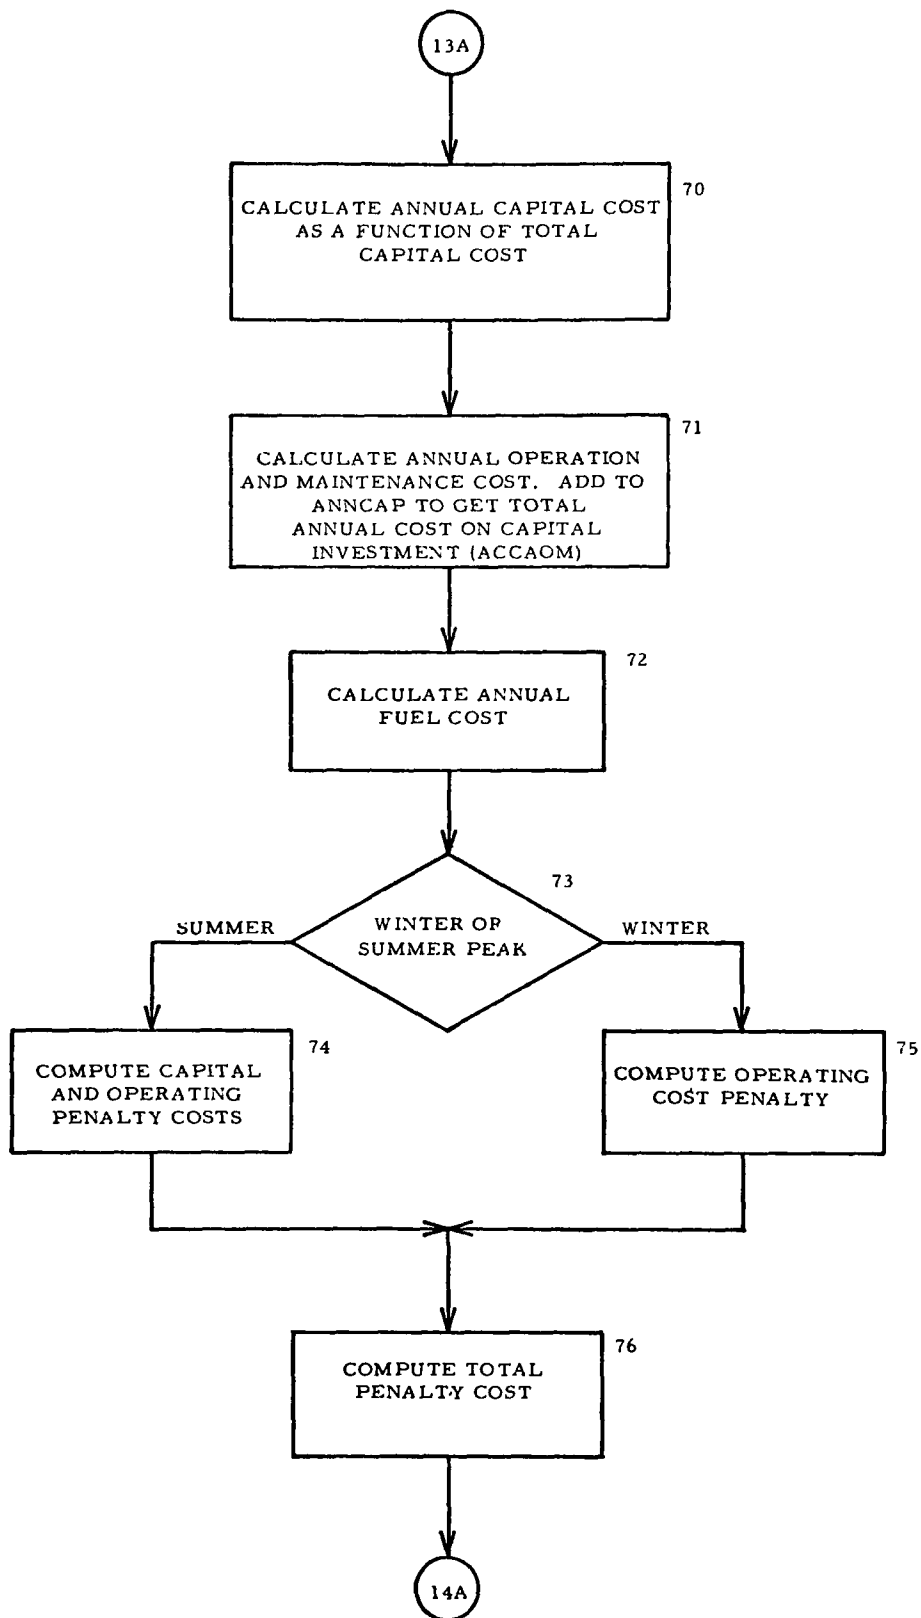 13A
70
CALCULATE ANNUAL CAPITAL COST
AS A FUNCTION OF TOTAL
CAPITAL COST
71
CALCULATE ANNUAL OPERATION
AND MAINTENANCE COST. ADD TO
ANNCAP TO GET TOTAL
ANNUAL COST ON CAPITAL
INVESTMENT (ACCAOM)
72
CALCULATE ANNUAL
FUEL COST
73
WINTER OR
SUMMER PEAK
SUMMER
WINTER
74
COMPUTE CAPITAL
AND OPERATING
PENALTY COSTS
75
COMPUTE OPERATING
COST PENALTY
76
COMPUTE TOTAL
PENALTY COST
14A